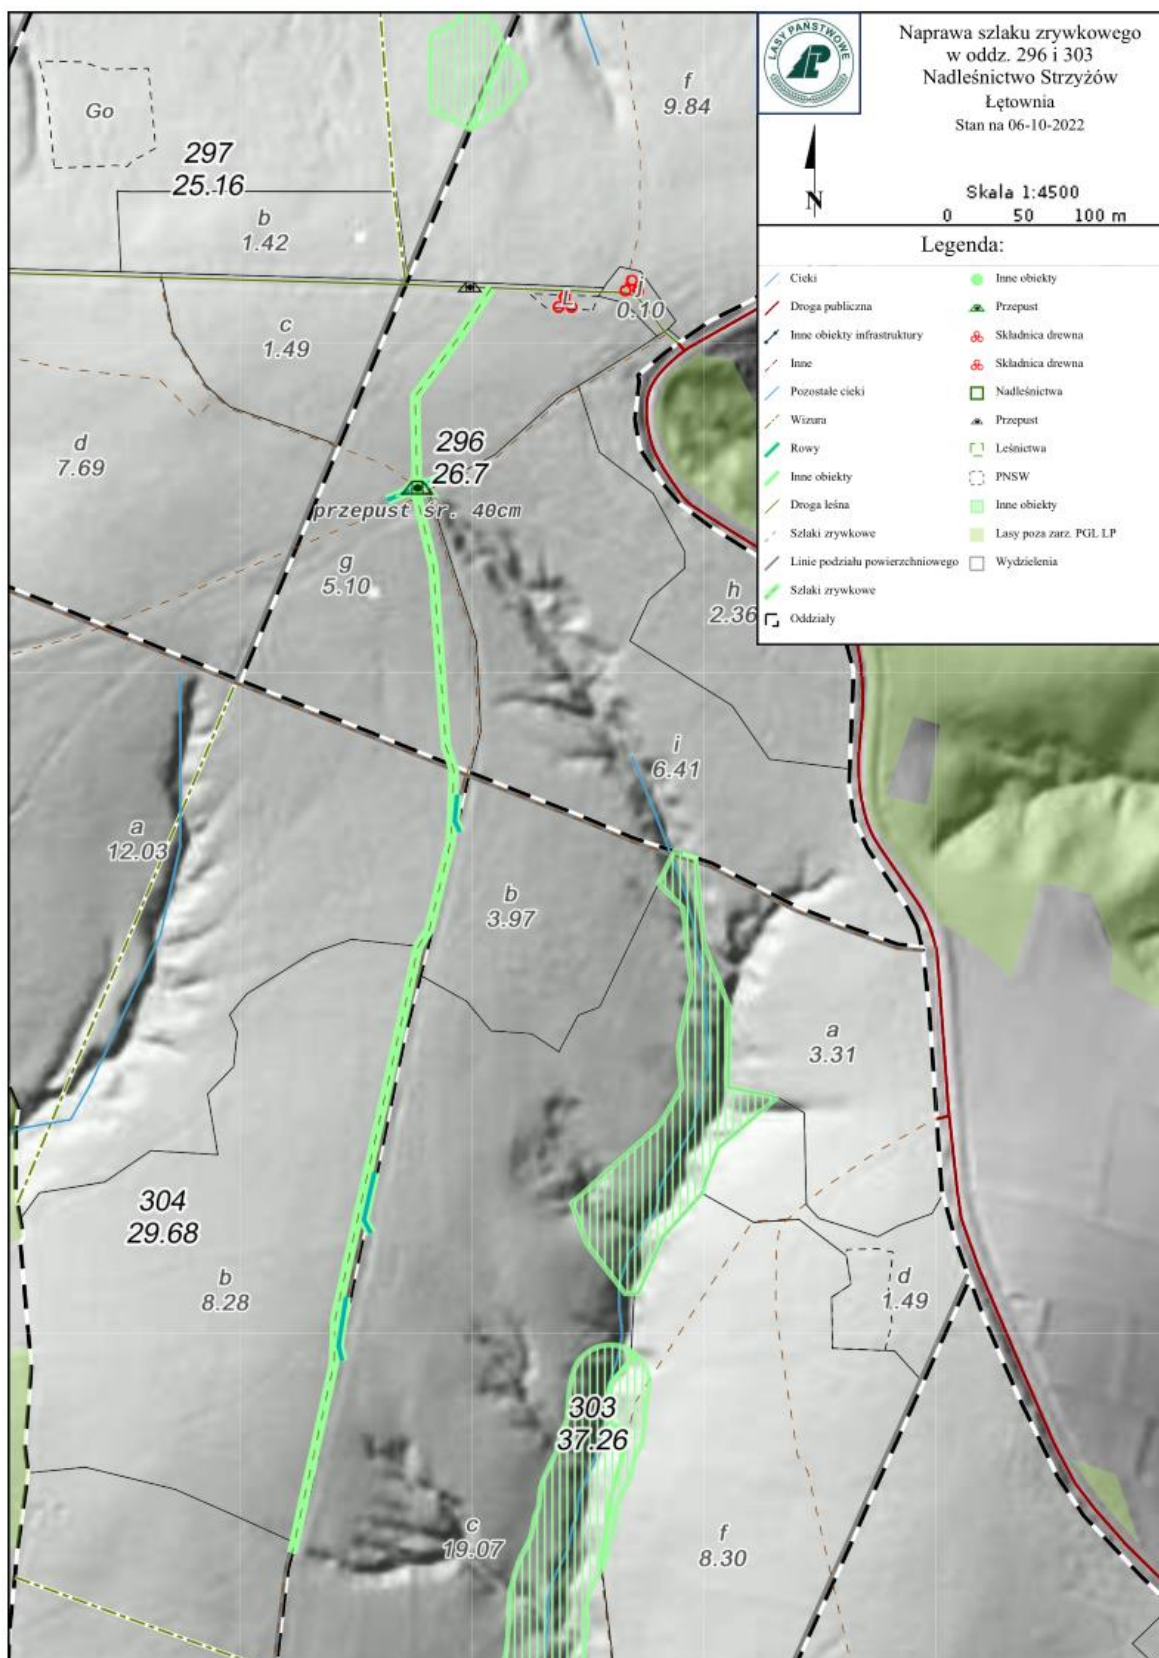 LASY PAŃSTWOWE
Naprawa szlaku zrywkowego
w oddz. 296 i 303
Nadleśnictwo Strzyżów
Łętownia
Stan na 06-10-2022
N
Skala 1:4500
0 50 100 m
Legenda:
Cieki
Droga publiczna
Inne obiekty infrastruktury
Inne
Pozostałe cieki
Wizura
Rowy
Inne obiekty
Droga leśna
Szlaki zrywkowe
Linie podziału powierzchniowego
Szlaki zrywkowe
Oddziały
Inne obiekty
Przepust
Składnica drewna
Składnica drewna
Nadleśnictwa
Przepust
Leśnictwa
PNSW
Inne obiekty
Lasy poza zarz. PGL LP
Wydzielenia
Go
f
9.84
297
25.16
b
1.42
L
j
0.10
c
1.49
d
7.69
296
26.7
przepust śr. 40cm
g
5.10
h
2.36
i
6.41
a
12.03
b
3.97
a
3.31
304
29.68
b
8.28
d
1.49
303
37.26
c
19.07
f
8.30